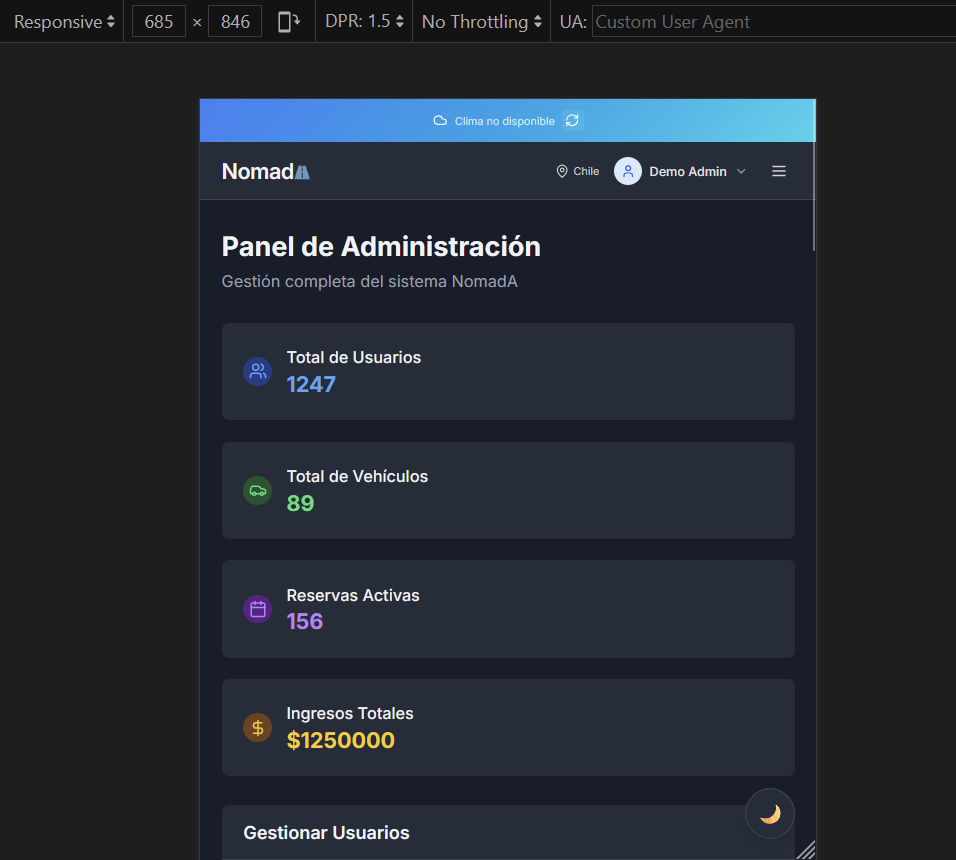 Responsive 685 × 846 DPR: 1.5 No Throttling UA: Custom User Agent
Clima no disponible
Nomad Chile Demo Admin
Panel de Administración
Gestión completa del sistema NomadA
Total de Usuarios
1247
Total de Vehículos
89
Reservas Activas
156
Ingresos Totales
$1250000
Gestionar Usuarios